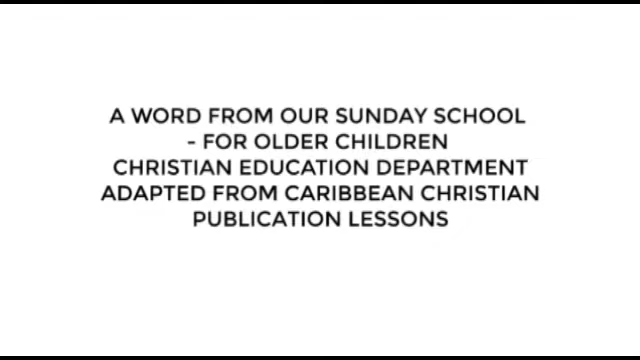 A WORD FROM OUR SUNDAY SCHOOL
- FOR OLDER CHILDREN
CHRISTIAN EDUCATION DEPARTMENT
ADAPTED FROM CARIBBEAN CHRISTIAN
PUBLICATION LESSONS